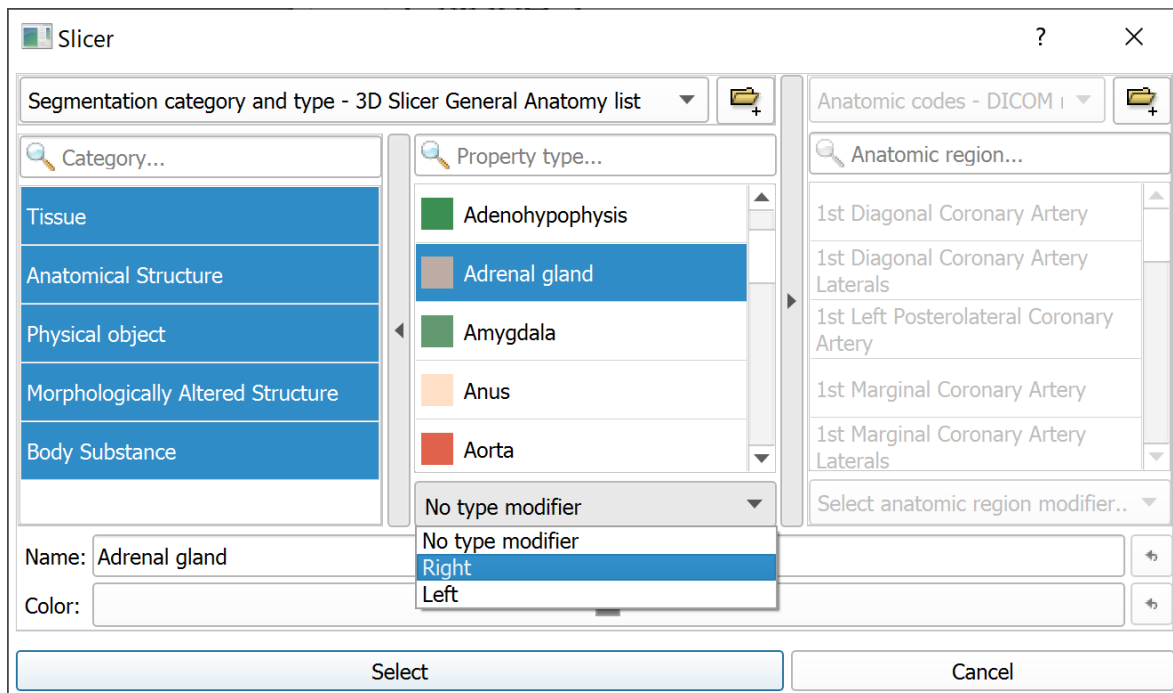 Slicer
?
Segmentation category and type - 3D Slicer General Anatomy list
Anatomic codes - DICOM
Category...
Property type...
Anatomic region...
Tissue
Anatomical Structure
Physical object
Morphologically Altered Structure
Body Substance
Adenohypophysis
Adrenal gland
Amygdala
Anus
Aorta
1st Diagonal Coronary Artery
1st Diagonal Coronary Artery
Laterals
1st Left Posterolateral Coronary
Artery
1st Marginal Coronary Artery
1st Marginal Coronary Artery
Laterals
No type modifier
No type modifier
Right
Left
Select anatomic region modifier..
Name: Adrenal gland
Color:
Select
Cancel